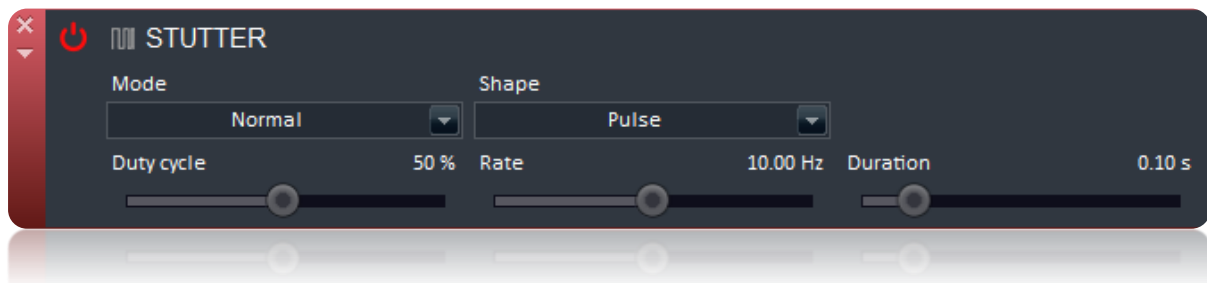 STUTTER
Mode Shape
Normal Pulse
Duty cycle 50 % Rate 10.00 Hz Duration 0.10 s